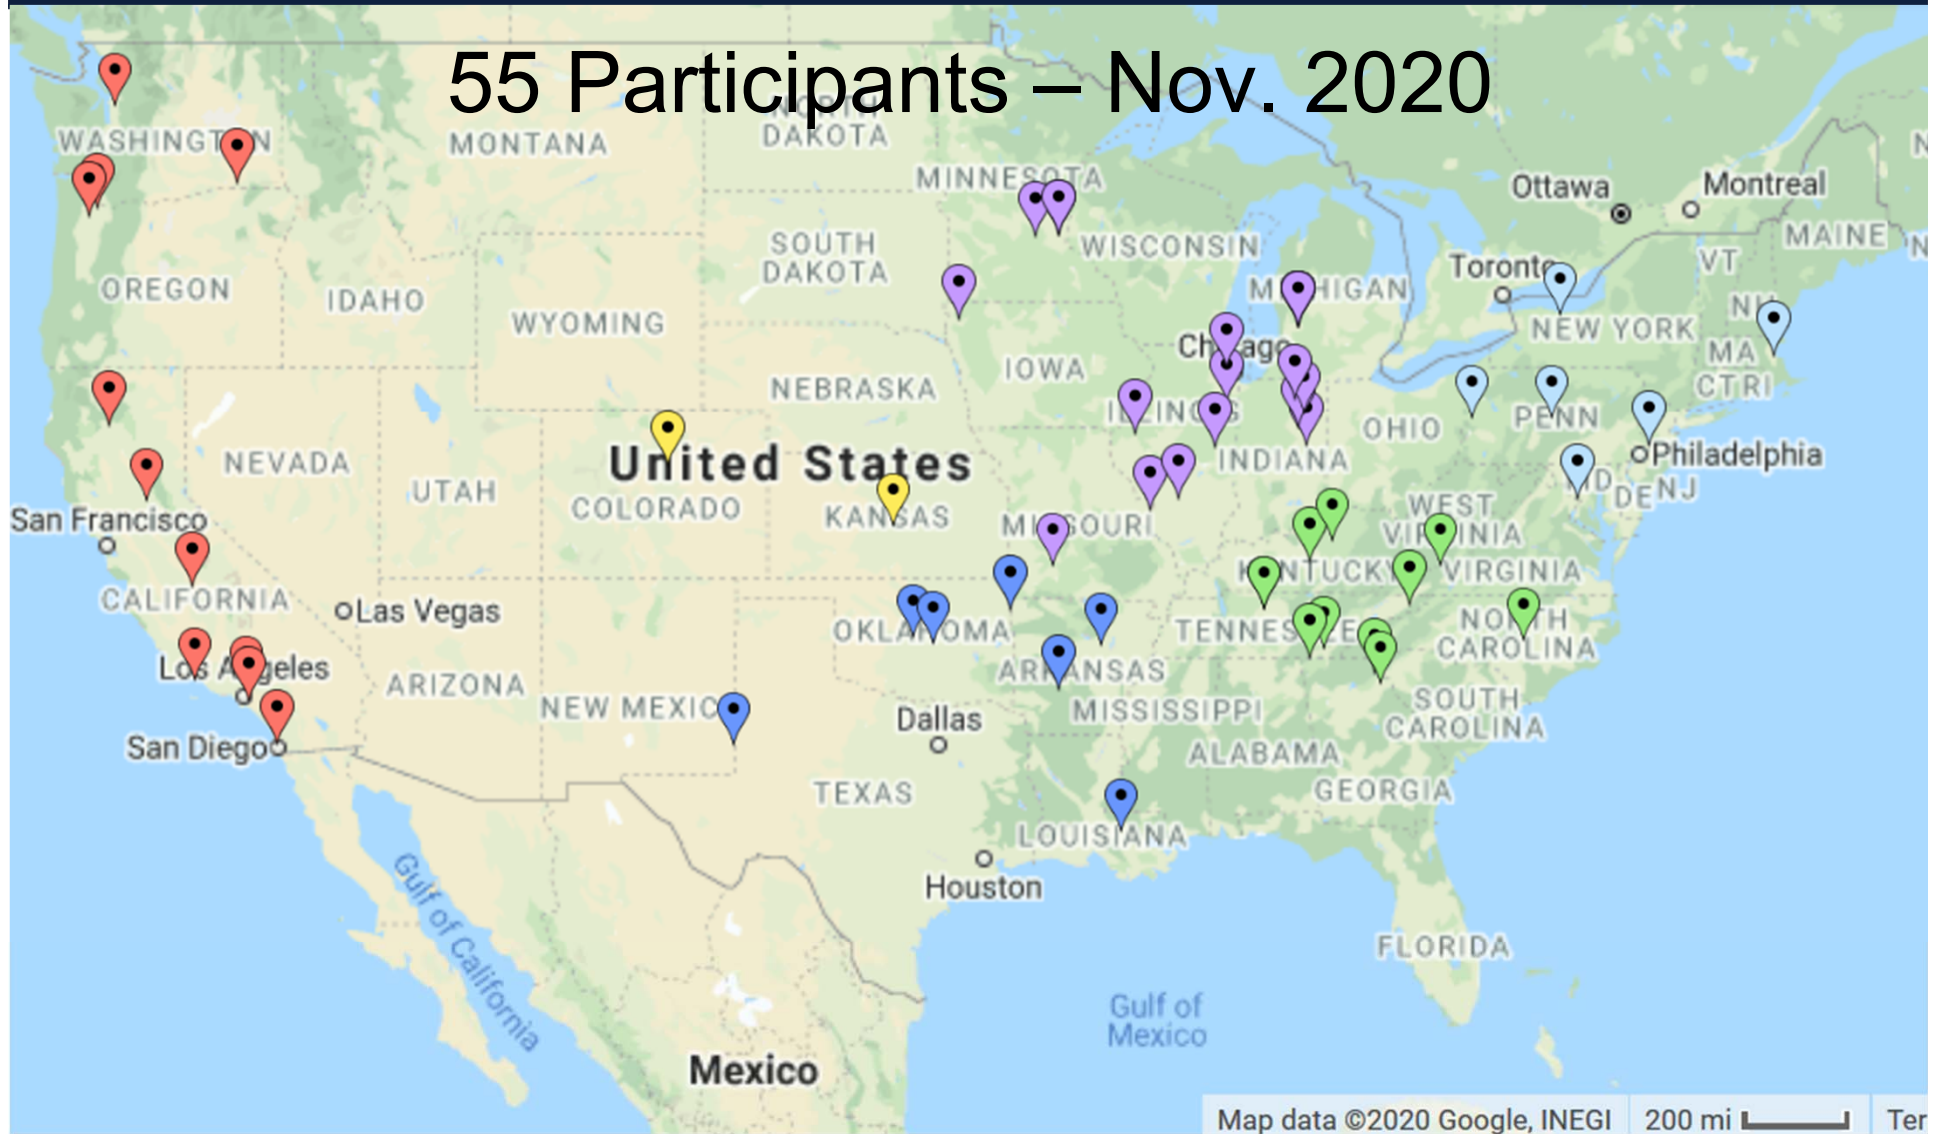 55 Participants – Nov. 2020
NORTH
DAKOTA
WASHINGTON
MONTANA
MINNESOTA
Ottawa
Montreal
MAINE
SOUTH
DAKOTA
WISCONSIN
VT
Toronto
OREGON
IDAHO
MICHIGAN
NH
WYOMING
NEW YORK
Chicago
MA
IOWA
CT RI
NEBRASKA
ILLINOIS
PENN
OHIO
United States
NEVADA
INDIANA
Philadelphia
UTAH
MD
DE
NJ
COLORADO
KANSAS
WEST
VIRGINIA
San Francisco
MISSOURI
KENTUCKY
VIRGINIA
CALIFORNIA
Las Vegas
OKLAHOMA
TENNESSEE
NORTH
CAROLINA
Los Angeles
ARIZONA
ARKANSAS
NEW MEXICO
Dallas
MISSISSIPPI
SOUTH
CAROLINA
San Diego
ALABAMA
TEXAS
GEORGIA
LOUISIANA
Houston
Gulf of California
FLORIDA
Gulf of
Mexico
Mexico
Map data ©2020 Google, INEGI
200 mi
Ter